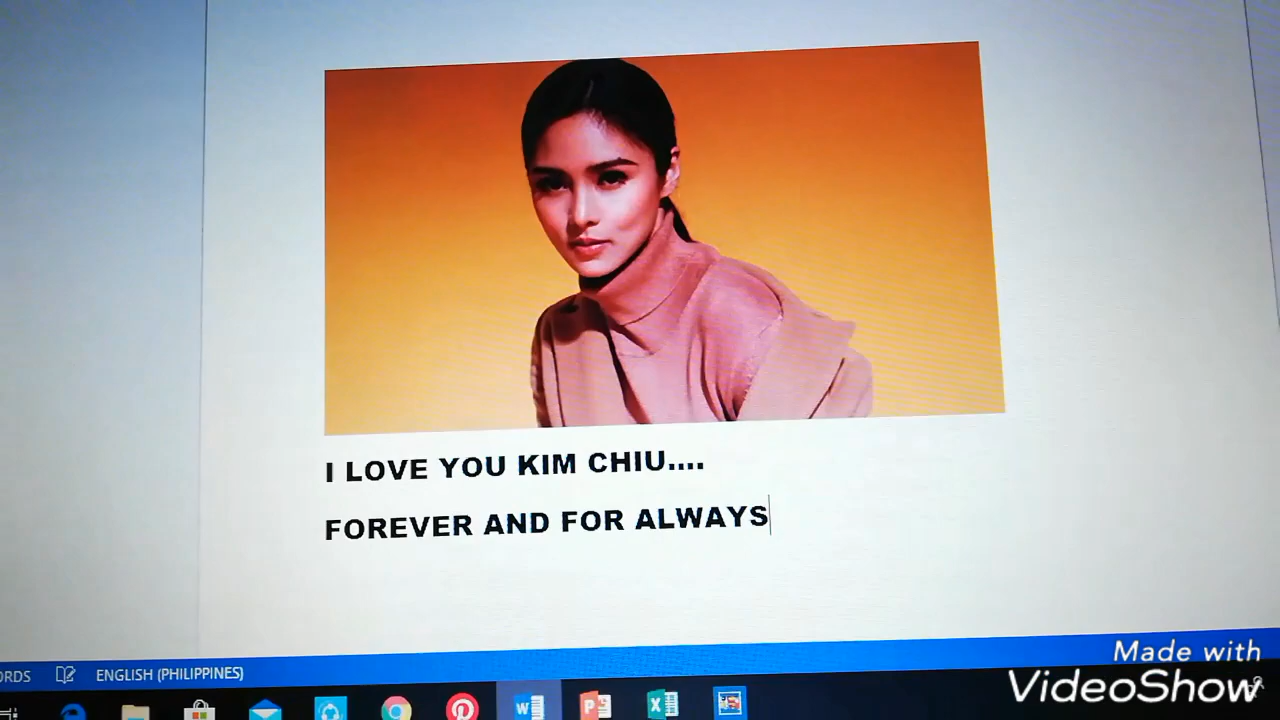 I LOVE YOU KIM CHIU....
FOREVER AND FOR ALWAYS
ENGLISH (PHILIPPINES)
Made with
VideoShow